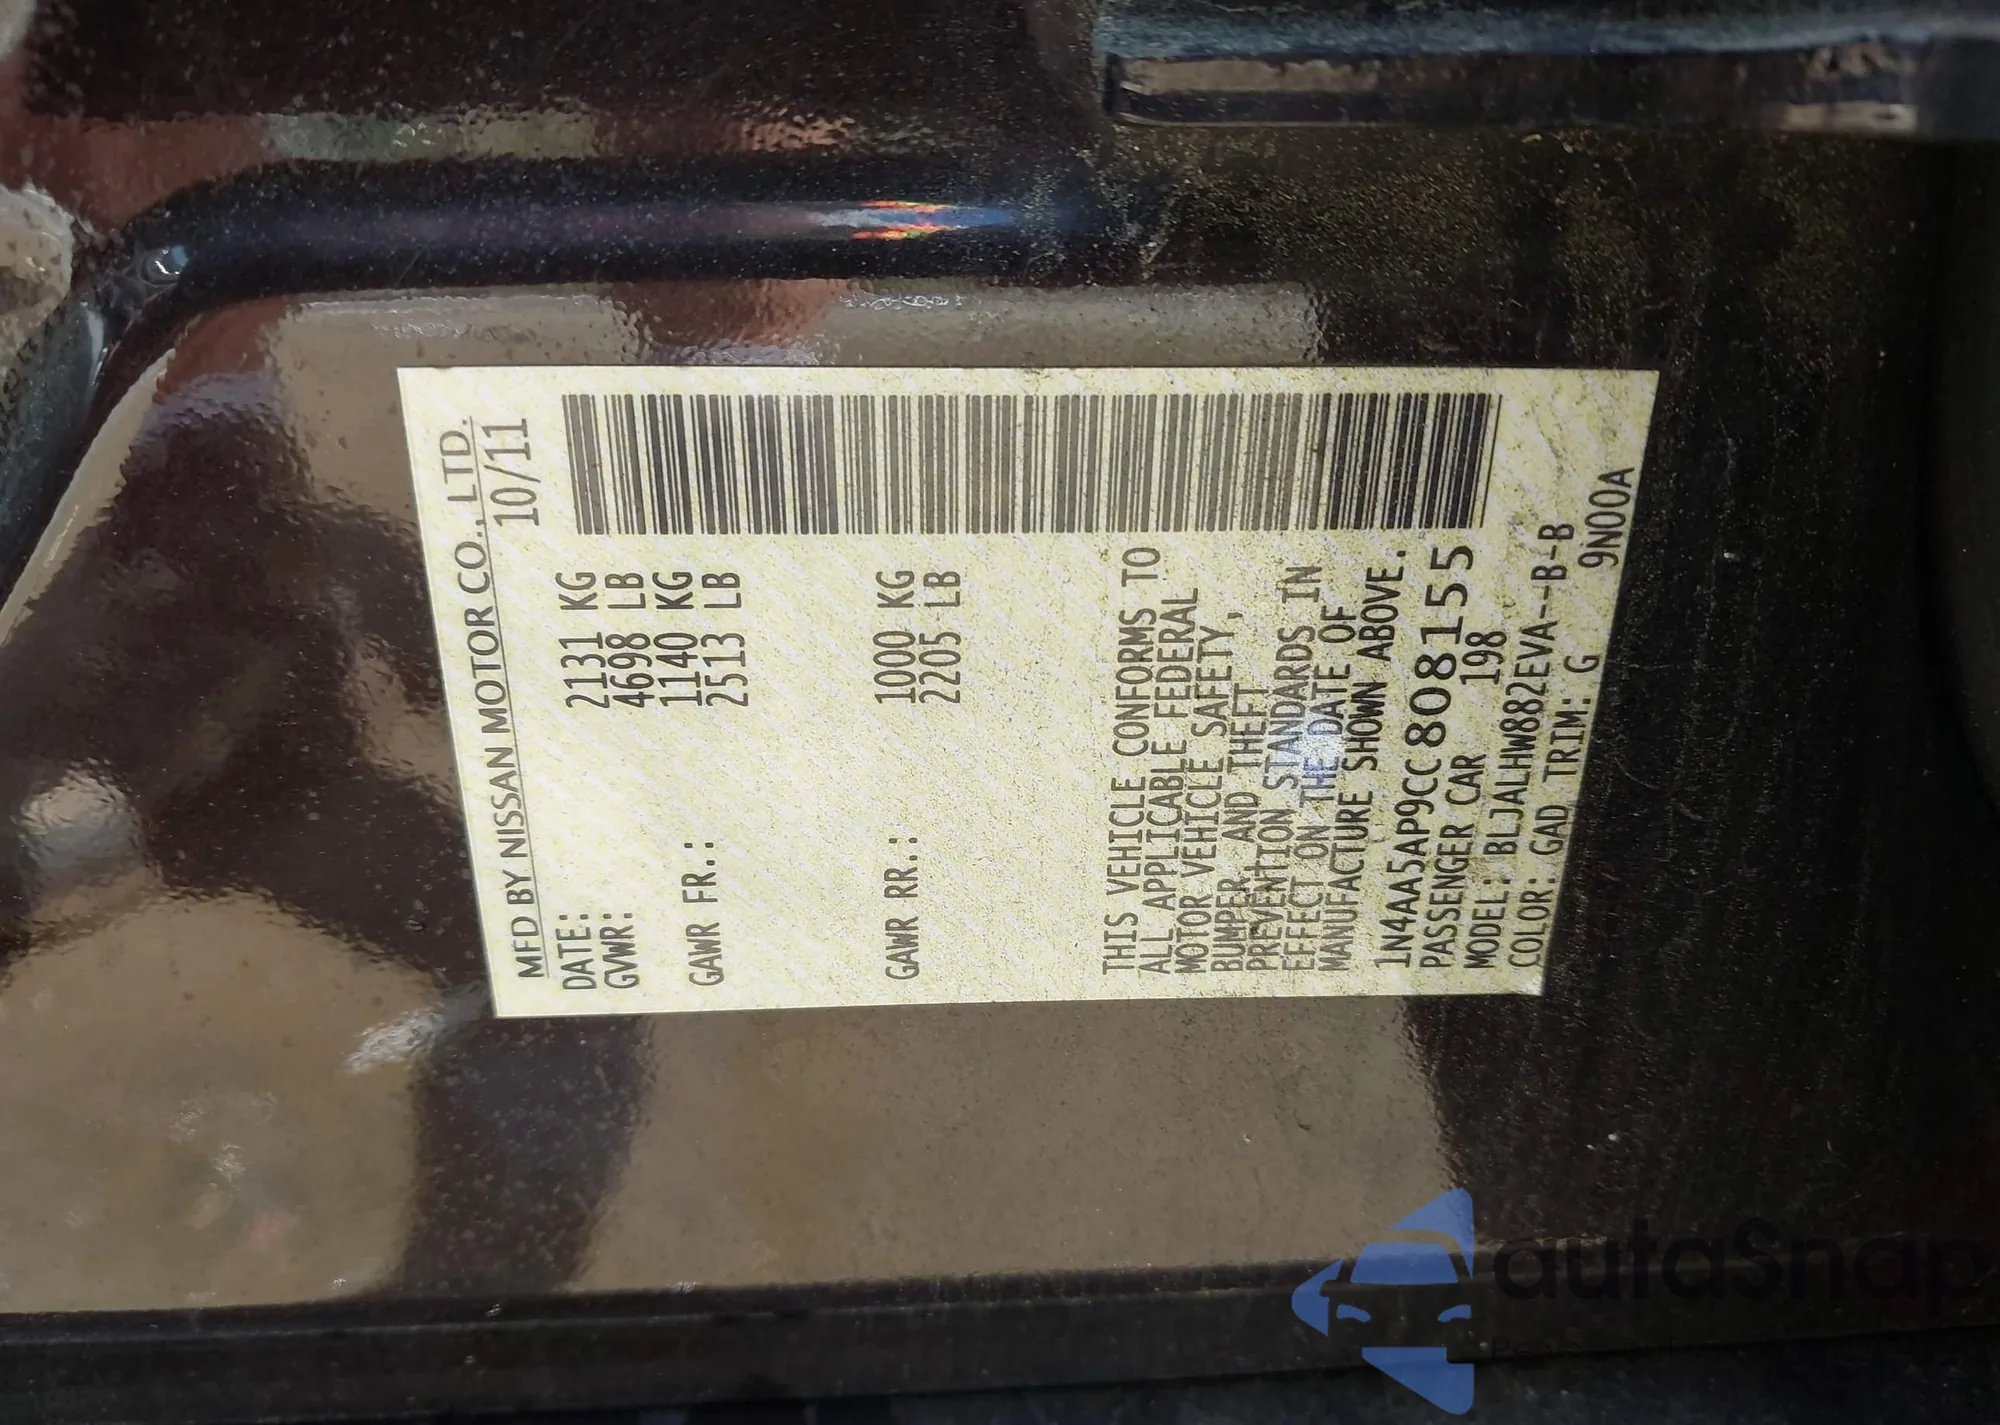 MFD BY NISSAN MOTOR CO., LTD.
DATE: 10/11
GVWR: 2131 KG
4698 LB
GAWR FR.: 1140 KG
2513 LB
GAWR RR.: 1000 KG
2205 LB
THIS VEHICLE CONFORMS TO
ALL APPLICABLE FEDERAL
MOTOR VEHICLE SAFETY,
BUMPER, AND THEFT
PREVENTION STANDARDS IN
EFFECT ON THE DATE OF
MANUFACTURE SHOWN ABOVE.
1N4AA5AP9CC808155
PASSENGER CAR 198
MODEL: BLJALHW882EVA--B-B
COLOR: GAD TRIM: G 9N00A
autaSnap